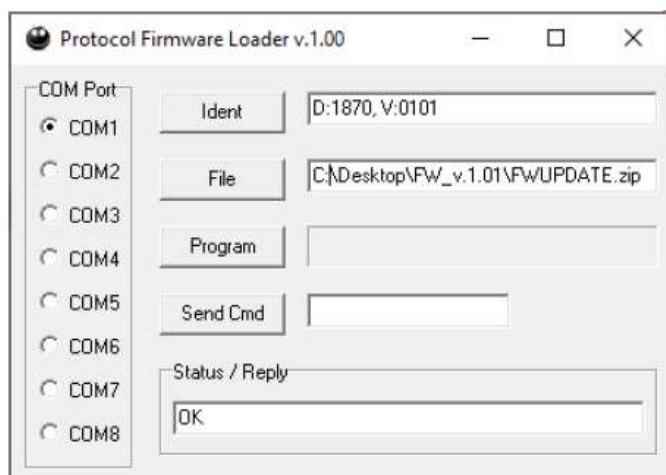 Protocol Firmware Loader v.1.00
COM Port
COM1
COM2
COM3
COM4
COM5
COM6
COM7
COM8
Ident
D:1870, V:0101
File
C:\Desktop\FW_v.1.01\FWUPDATE.zip
Program
Send Cmd
Status / Reply
OK